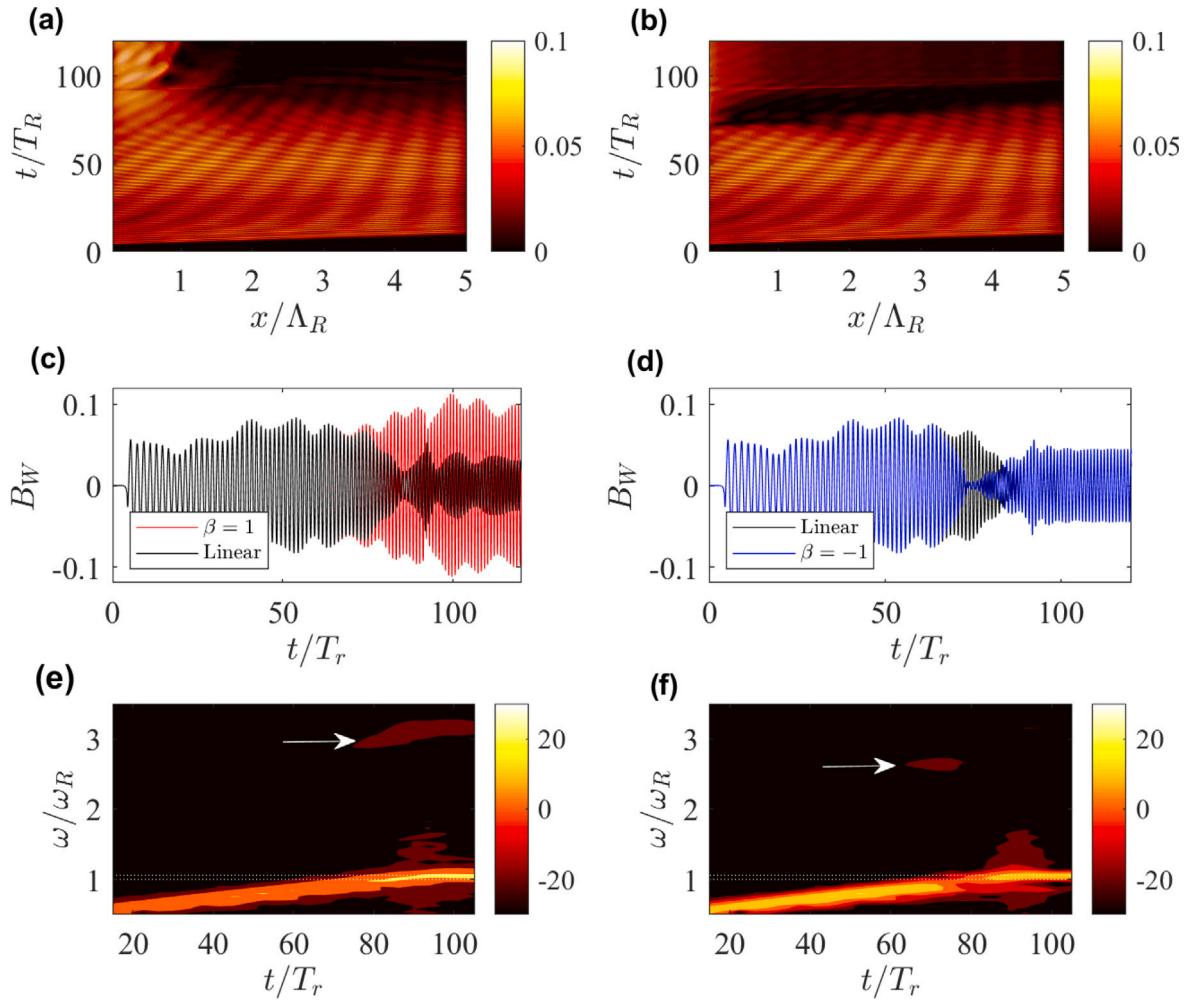 (a)
(b)
0.1
0.05
0
100
50
0
t/T_R
1 2 3 4 5
x/Λ_R
0.1
0.05
0
100
50
0
t/T_R
1 2 3 4 5
x/Λ_R
(c)
(d)
0.1
0
-0.1
B_W
β = 1
Linear
0 50 100
t/T_r
0.1
0
-0.1
B_W
Linear
β = −1
0 50 100
t/T_r
(e)
(f)
3
2
1
ω/ω_R
20
0
-20
20 40 60 80 100
t/T_r
3
2
1
ω/ω_R
20
0
-20
20 40 60 80 100
t/T_r